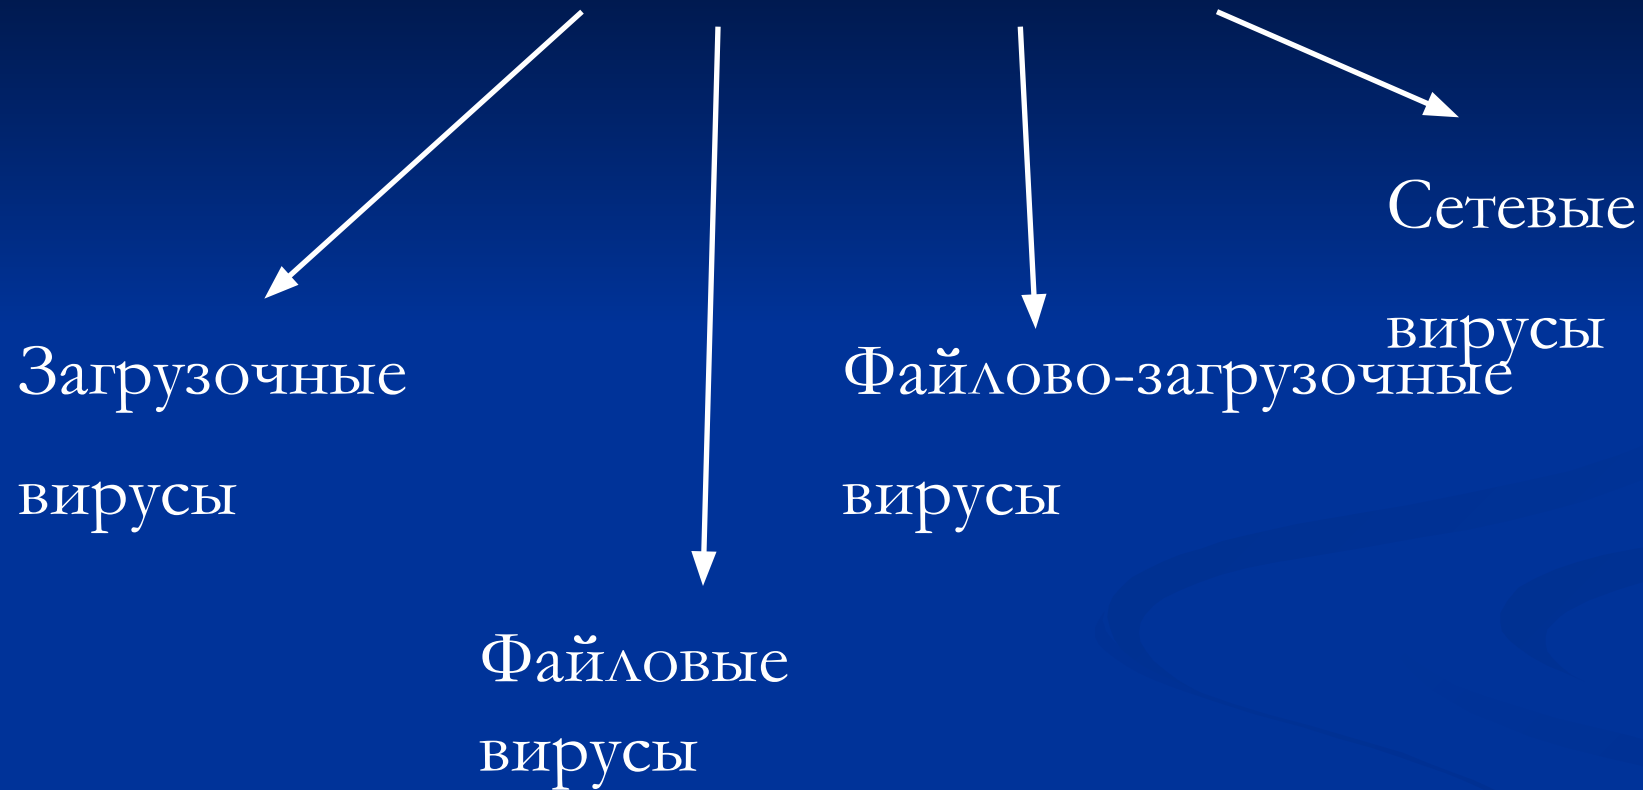 Загрузочные
вирусы
Файловые
вирусы
Файлово-загрузочные
вирусы
Сетевые
вирусы